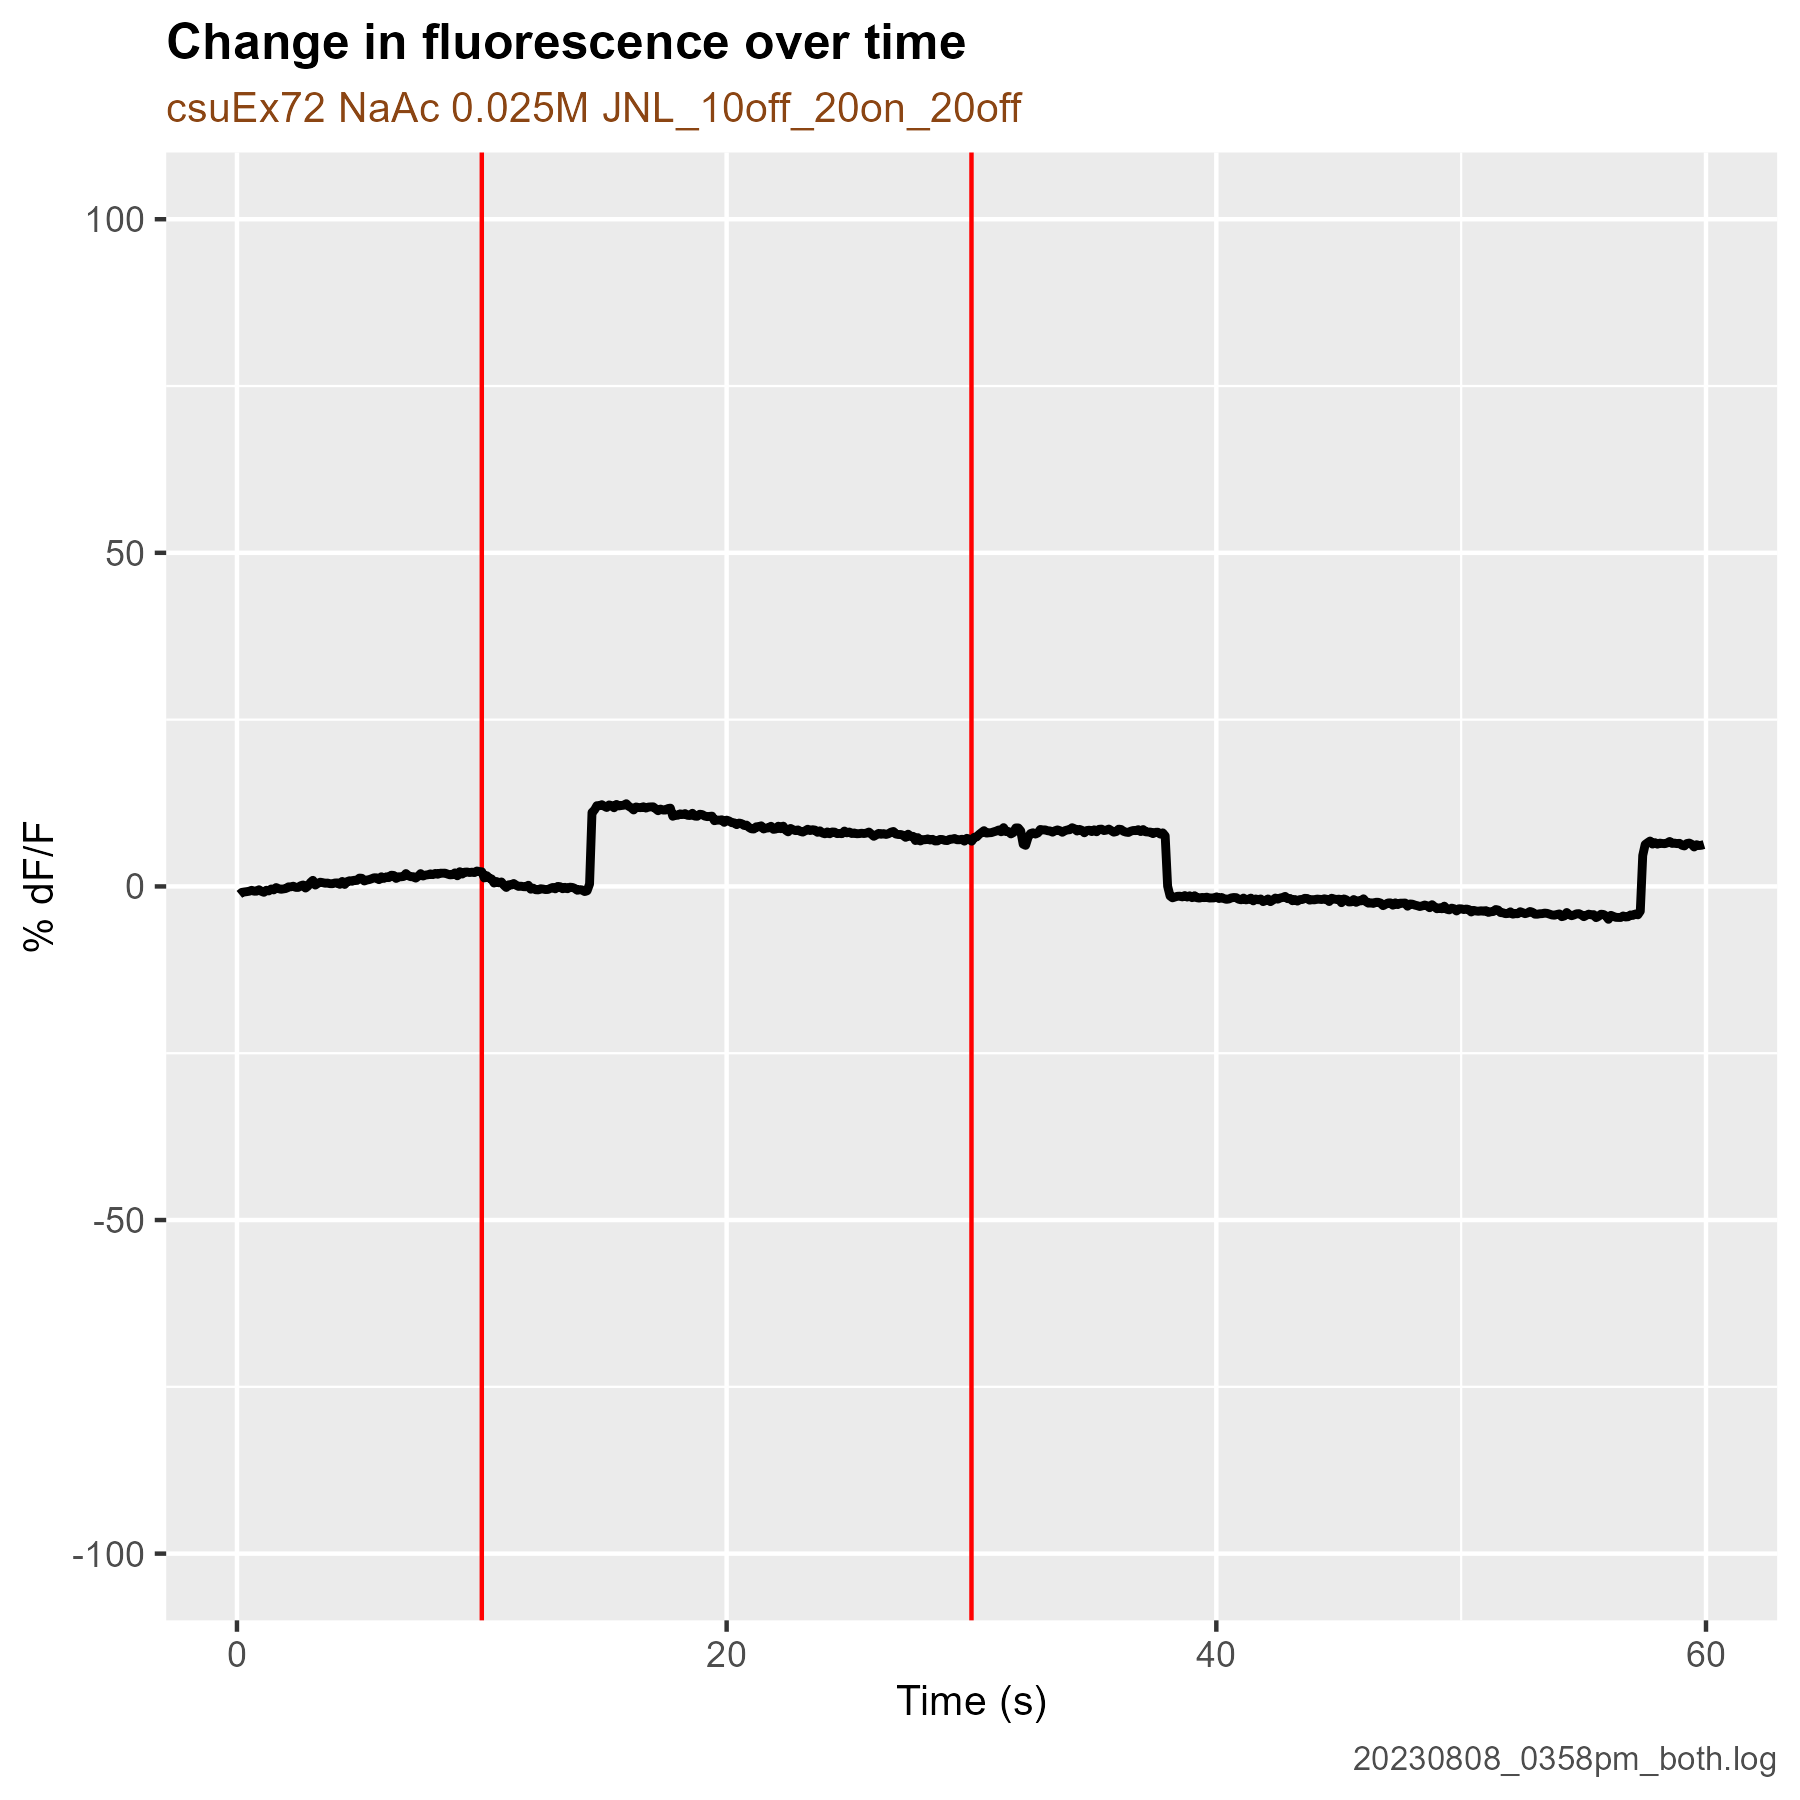 Change in fluorescence over time
csuEx72 NaAc 0.025M JNL_10off_20on_20off
100
50
0
-50
-100
% dF/F
0 20 40 60
Time (s)
20230808_0358pm_both.log